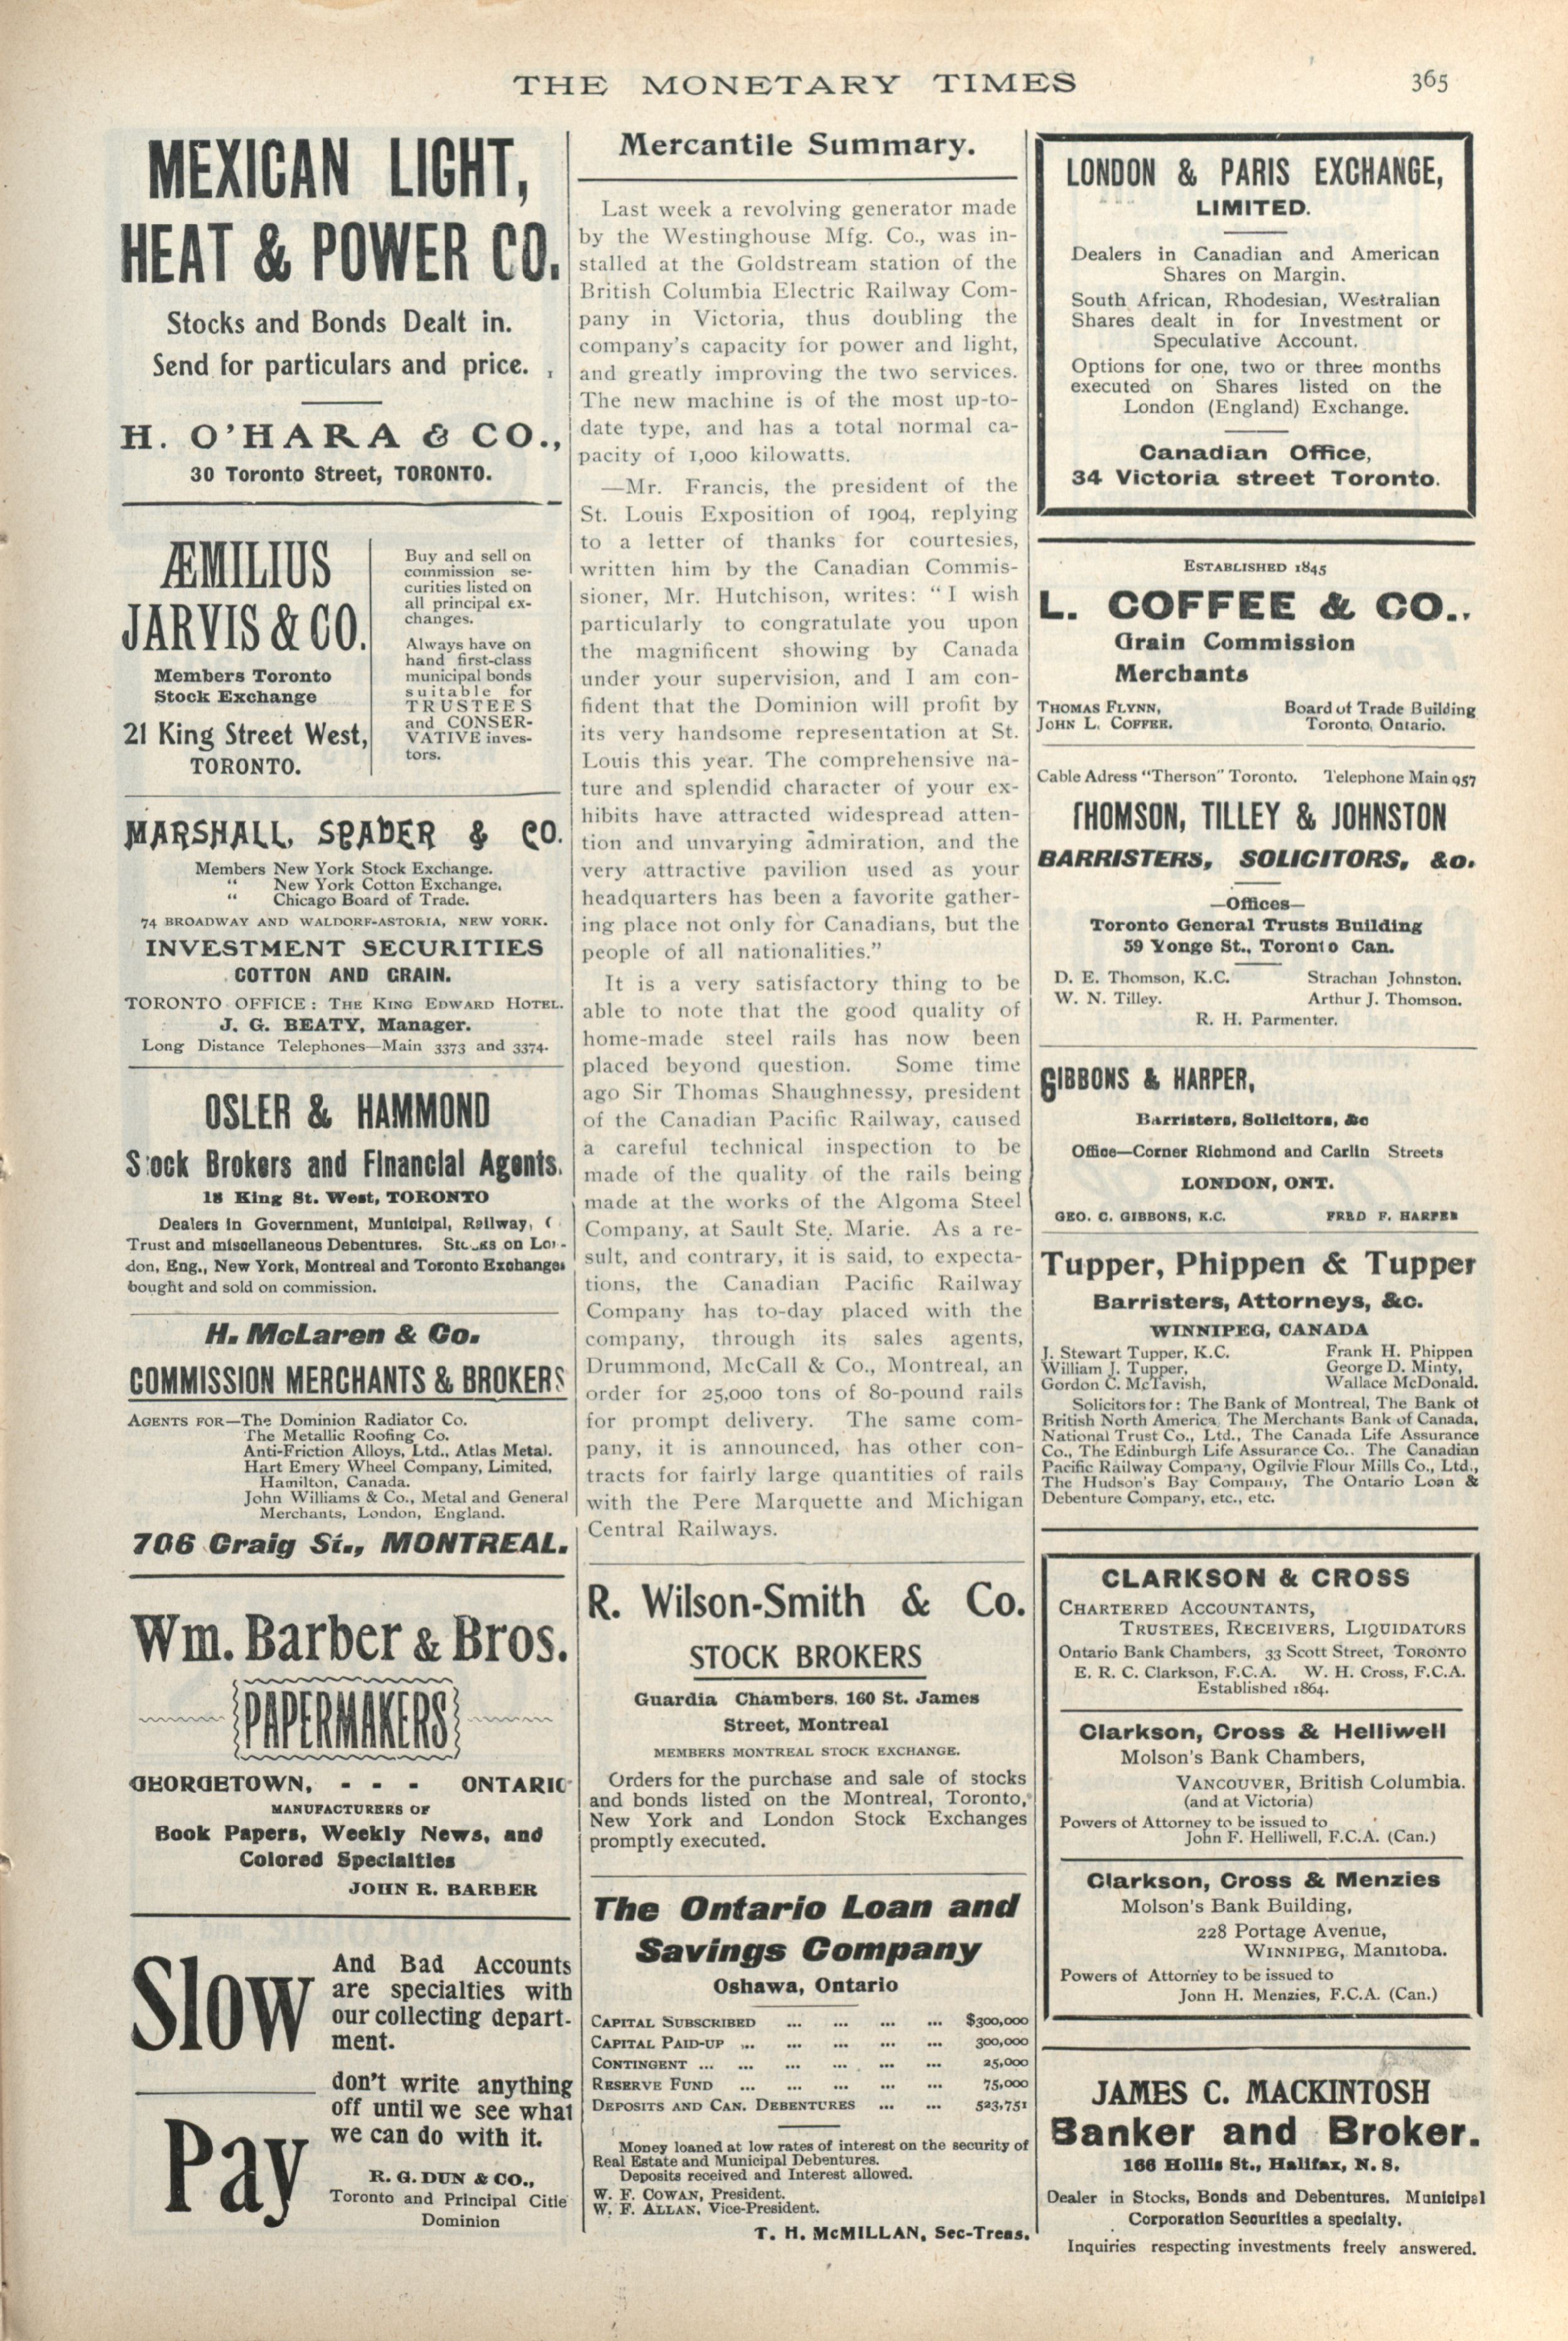 THE MONETARY TIMES
365
MEXICAN LIGHT,
HEAT & POWER CO.
Stocks and Bonds Dealt in.
Send for particulars and price.
H. O'HARA & CO.,
30 Toronto Street, TORONTO.
ÆMILIUS
JARVIS & CO.
Members Toronto
Stock Exchange
21 King Street West,
TORONTO.
Buy and sell on
commission se-
curities listed on
all principal ex-
changes.
Always have on
hand first-class
municipal bonds
suitable for
TRUSTEES
and CONSER-
VATIVE inves-
tors.
MARSHALL, SPADER & CO.
Members New York Stock Exchange.
" New York Cotton Exchange,
" Chicago Board of Trade.
74 BROADWAY AND WALDORF-ASTORIA, NEW YORK.
INVESTMENT SECURITIES
COTTON AND GRAIN.
TORONTO OFFICE: THE KING EDWARD HOTEL.
J. G. BEATY, Manager.
Long Distance Telephones—Main 3373 and 3374.
OSLER & HAMMOND
Stock Brokers and Financial Agents.
18 King St. West, TORONTO
Dealers in Government, Municipal, Railway, (
Trust and miscellaneous Debentures. Stocks on Lon-
don, Eng., New York, Montreal and Toronto Exchanges
bought and sold on commission.
H. McLaren & Co.
COMMISSION MERCHANTS & BROKERS
AGENTS FOR—The Dominion Radiator Co.
The Metallic Roofing Co.
Anti-Friction Alloys, Ltd., Atlas Metal.
Hart Emery Wheel Company, Limited,
Hamilton, Canada.
John Williams & Co., Metal and General
Merchants, London, England.
706 Craig St., MONTREAL.
Wm. Barber & Bros.
PAPERMAKERS
GEORGETOWN, - - - ONTARIO
MANUFACTURERS OF
Book Papers, Weekly News, and
Colored Specialties
JOHN R. BARBER
Slow
And Bad Accounts
are specialties with
our collecting depart-
ment.
Pay
don't write anything
off until we see what
we can do with it.
R. G. DUN & CO.,
Toronto and Principal Citie
Dominion
Mercantile Summary.
Last week a revolving generator made
by the Westinghouse Mfg. Co., was in-
stalled at the Goldstream station of the
British Columbia Electric Railway Com-
pany in Victoria, thus doubling the
company's capacity for power and light,
and greatly improving the two services.
The new machine is of the most up-to-
date type, and has a total normal ca-
pacity of 1,000 kilowatts.
—Mr. Francis, the president of the
St. Louis Exposition of 1904, replying
to a letter of thanks for courtesies,
written him by the Canadian Commis-
sioner, Mr. Hutchison, writes: "I wish
particularly to congratulate you upon
the magnificent showing by Canada
under your supervision, and I am con-
fident that the Dominion will profit by
its very handsome representation at St.
Louis this year. The comprehensive na-
ture and splendid character of your ex-
hibits have attracted widespread atten-
tion and unvarying admiration, and the
very attractive pavilion used as your
headquarters has been a favorite gather-
ing place not only for Canadians, but the
people of all nationalities."
It is a very satisfactory thing to be
able to note that the good quality of
home-made steel rails has now been
placed beyond question. Some time
ago Sir Thomas Shaughnessy, president
of the Canadian Pacific Railway, caused
a careful technical inspection to be
made of the quality of the rails being
made at the works of the Algoma Steel
Company, at Sault Ste. Marie. As a re-
sult, and contrary, it is said, to expecta-
tions, the Canadian Pacific Railway
Company has to-day placed with the
company, through its sales agents,
Drummond, McCall & Co., Montreal, an
order for 25,000 tons of 80-pound rails
for prompt delivery. The same com-
pany, it is announced, has other con-
tracts for fairly large quantities of rails
with the Pere Marquette and Michigan
Central Railways.
R. Wilson-Smith & Co.
STOCK BROKERS
Guardia Chambers, 160 St. James
Street, Montreal
MEMBERS MONTREAL STOCK EXCHANGE.
Orders for the purchase and sale of stocks
and bonds listed on the Montreal, Toronto,
New York and London Stock Exchanges
promptly executed.
The Ontario Loan and
Savings Company
Oshawa, Ontario
CAPITAL SUBSCRIBED ... ... ... ... $300,000
CAPITAL PAID-UP ... ... ... ... ... 300,000
CONTINGENT ... ... ... ... ... ... 25,000
RESERVE FUND ... ... ... ... ... 75,000
DEPOSITS AND CAN. DEBENTURES ... ... 523,751
Money loaned at low rates of interest on the security of
Real Estate and Municipal Debentures.
Deposits received and Interest allowed.
W. F. COWAN, President.
W. F. ALLAN, Vice-President.
T. H. McMILLAN, Sec-Treas.
LONDON & PARIS EXCHANGE,
LIMITED.
Dealers in Canadian and American
Shares on Margin.
South African, Rhodesian, Westralian
Shares dealt in for Investment or
Speculative Account.
Options for one, two or three months
executed on Shares listed on the
London (England) Exchange.
Canadian Office,
34 Victoria street Toronto.
ESTABLISHED 1845
L. COFFEE & CO.,
Grain Commission
Merchants
THOMAS FLYNN,
JOHN L. COFFEE.
Board of Trade Building
Toronto, Ontario.
Cable Adress "Therson" Toronto. Telephone Main 957
THOMSON, TILLEY & JOHNSTON
BARRISTERS, SOLICITORS, &c.
—Offices—
Toronto General Trusts Building
59 Yonge St., Toronto Can.
D. E. Thomson, K.C. Strachan Johnston.
W. N. Tilley. Arthur J. Thomson.
R. H. Parmenter.
GIBBONS & HARPER,
Barristers, Solicitors, &c
Office—Corner Richmond and Carlin Streets
LONDON, ONT.
GEO. C. GIBBONS, K.C. FRED F. HARPER
Tupper, Phippen & Tupper
Barristers, Attorneys, &c.
WINNIPEG, CANADA
J. Stewart Tupper, K.C. Frank H. Phippen
William J. Tupper, George D. Minty,
Gordon C. McTavish, Wallace McDonald.
Solicitors for: The Bank of Montreal, The Bank of
British North America, The Merchants Bank of Canada,
National Trust Co., Ltd., The Canada Life Assurance
Co., The Edinburgh Life Assurance Co.. The Canadian
Pacific Railway Company, Ogilvie Flour Mills Co., Ltd.,
The Hudson's Bay Company, The Ontario Loan &
Debenture Company, etc., etc.
CLARKSON & CROSS
CHARTERED ACCOUNTANTS,
TRUSTEES, RECEIVERS, LIQUIDATORS
Ontario Bank Chambers, 33 Scott Street, TORONTO
E. R. C. Clarkson, F.C.A. W. H. Cross, F.C.A.
Established 1864.
Clarkson, Cross & Helliwell
Molson's Bank Chambers,
VANCOUVER, British Columbia.
(and at Victoria)
Powers of Attorney to be issued to
John F. Helliwell, F.C.A. (Can.)
Clarkson, Cross & Menzies
Molson's Bank Building,
228 Portage Avenue,
WINNIPEG, Manitoba.
Powers of Attorney to be issued to
John H. Menzies, F.C.A. (Can.)
JAMES C. MACKINTOSH
Banker and Broker.
166 Hollis St., Halifax, N. S.
Dealer in Stocks, Bonds and Debentures. Municipal
Corporation Securities a specialty.
Inquiries respecting investments freely answered.